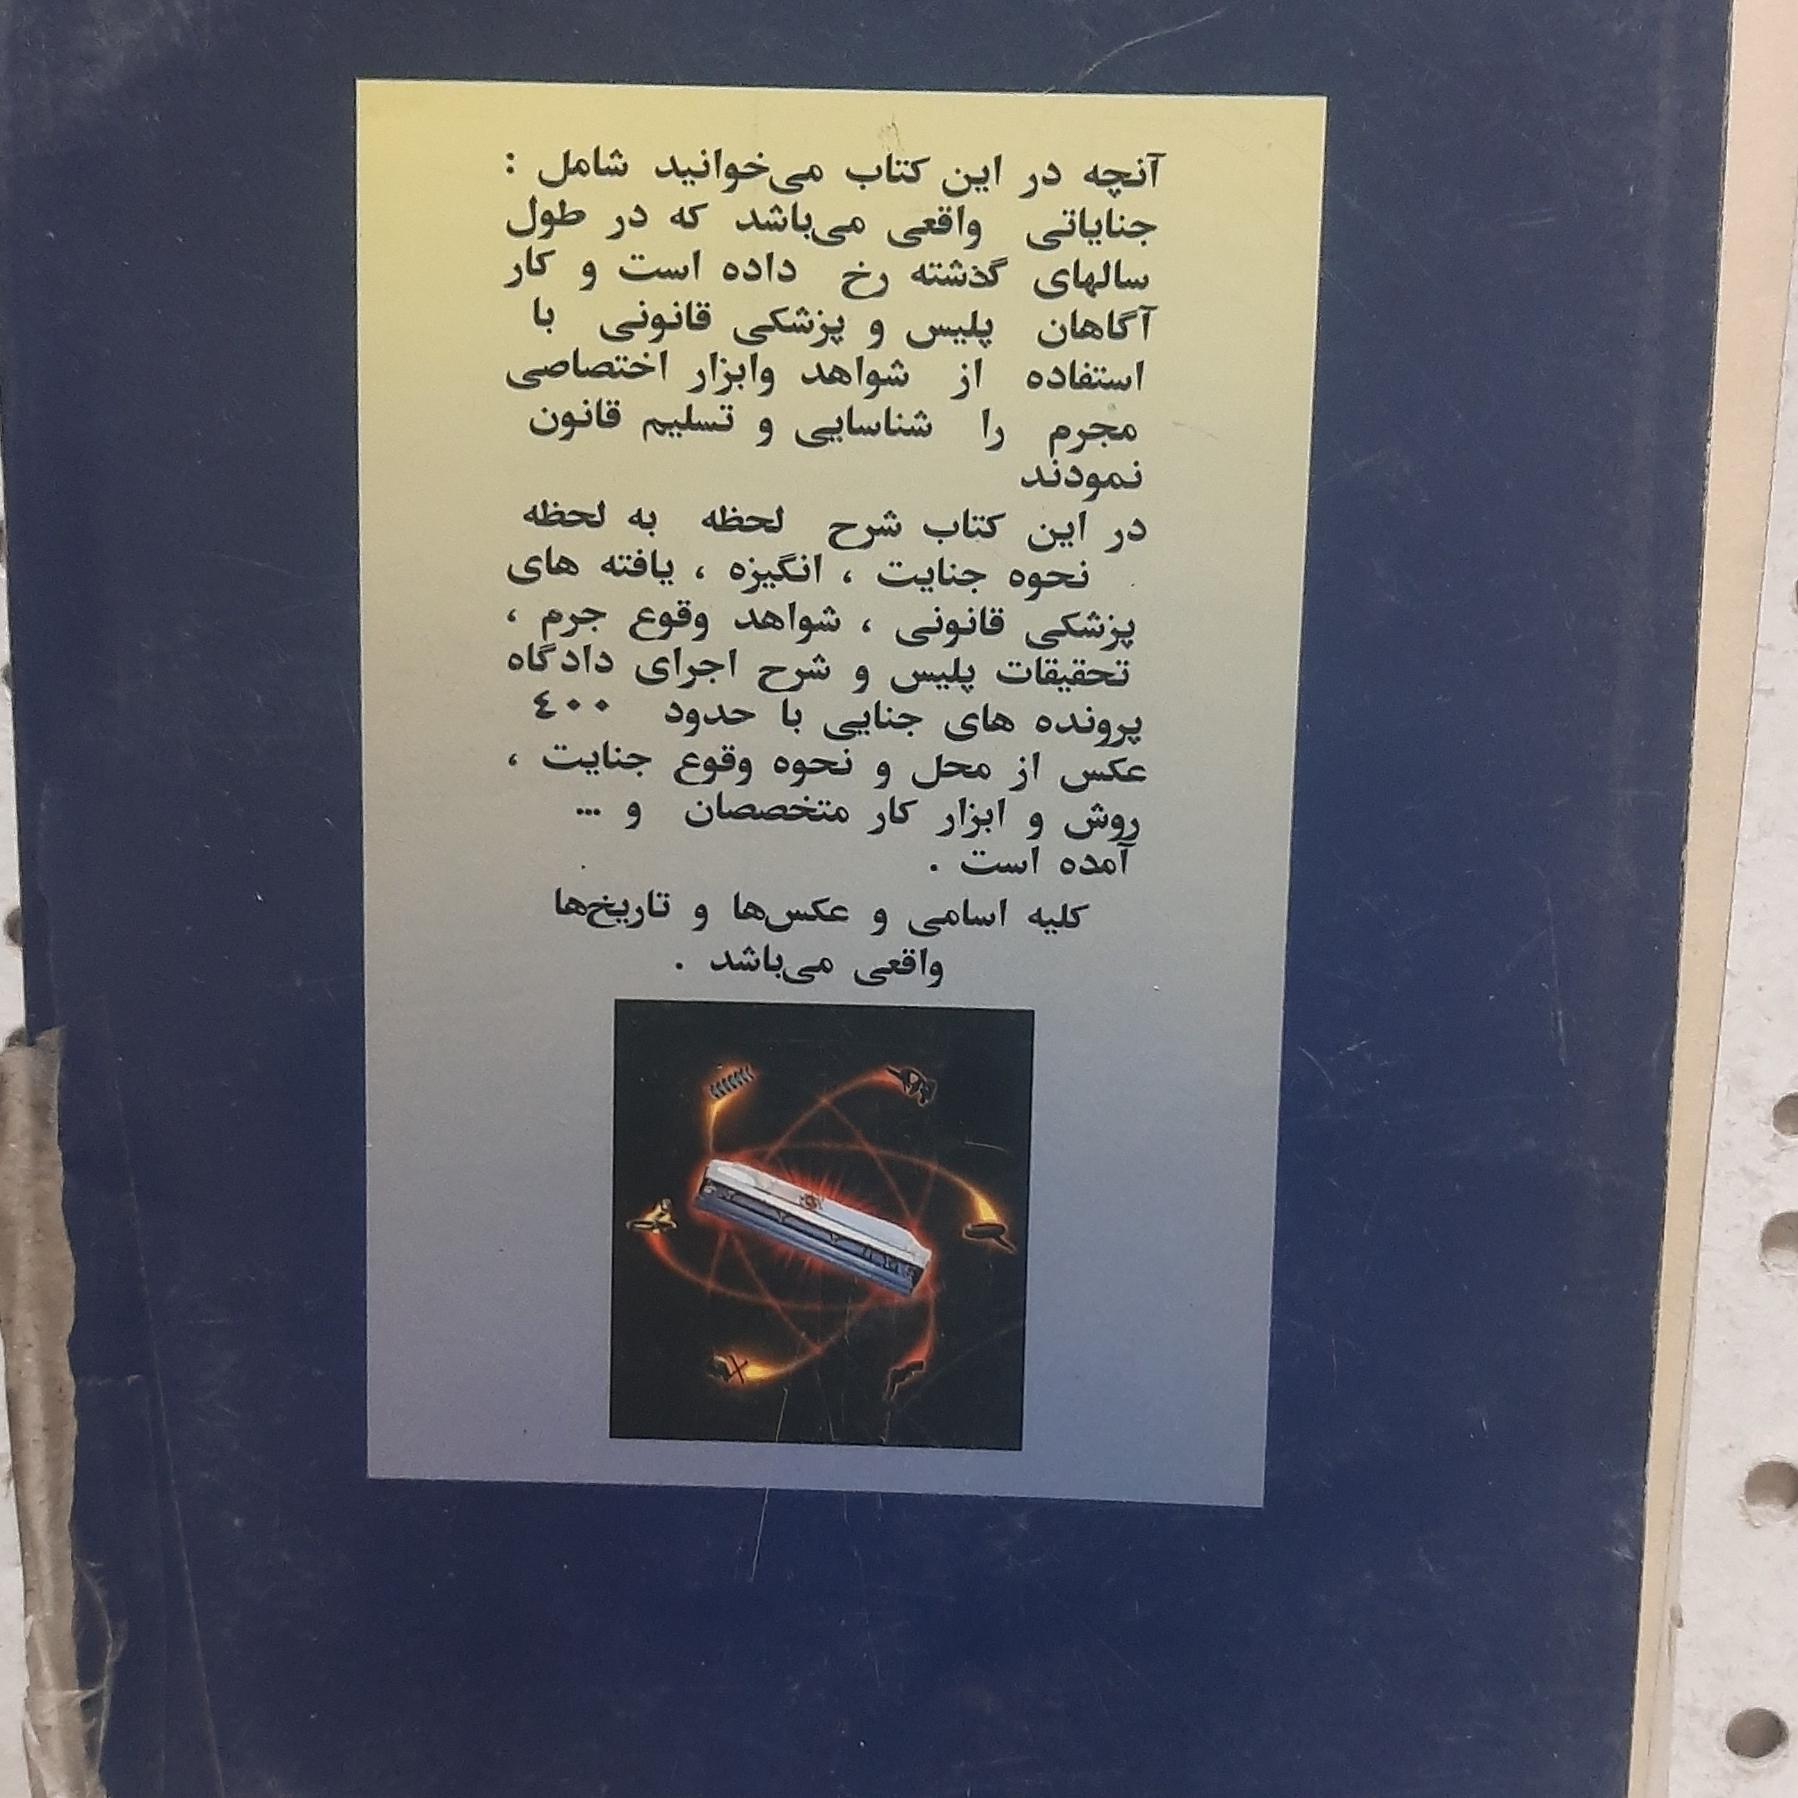 آنچه در این کتاب می‌خوانید شامل :
جنایاتی واقعی می‌باشد که در طول
سالهای گذشته رخ داده است و کار
آگاهان پلیس و پزشکی قانونی با
استفاده از شواهد وابزار اختصاصی
مجرم را شناسایی و تسلیم قانون
نمودند
در این کتاب شرح لحظه به لحظه
نحوه جنایت ، انگیزه ، یافته های
پزشکی قانونی ، شواهد وقوع جرم ،
تحقیقات پلیس و شرح اجرای دادگاه
پرونده های جنایی با حدود ٤٠٠
عکس از محل و نحوه وقوع جنایت ،
روش و ابزار کار متخصصان و ...
آمده است .
کلیه اسامی و عکس‌ها و تاریخ‌ها
واقعی می‌باشد .